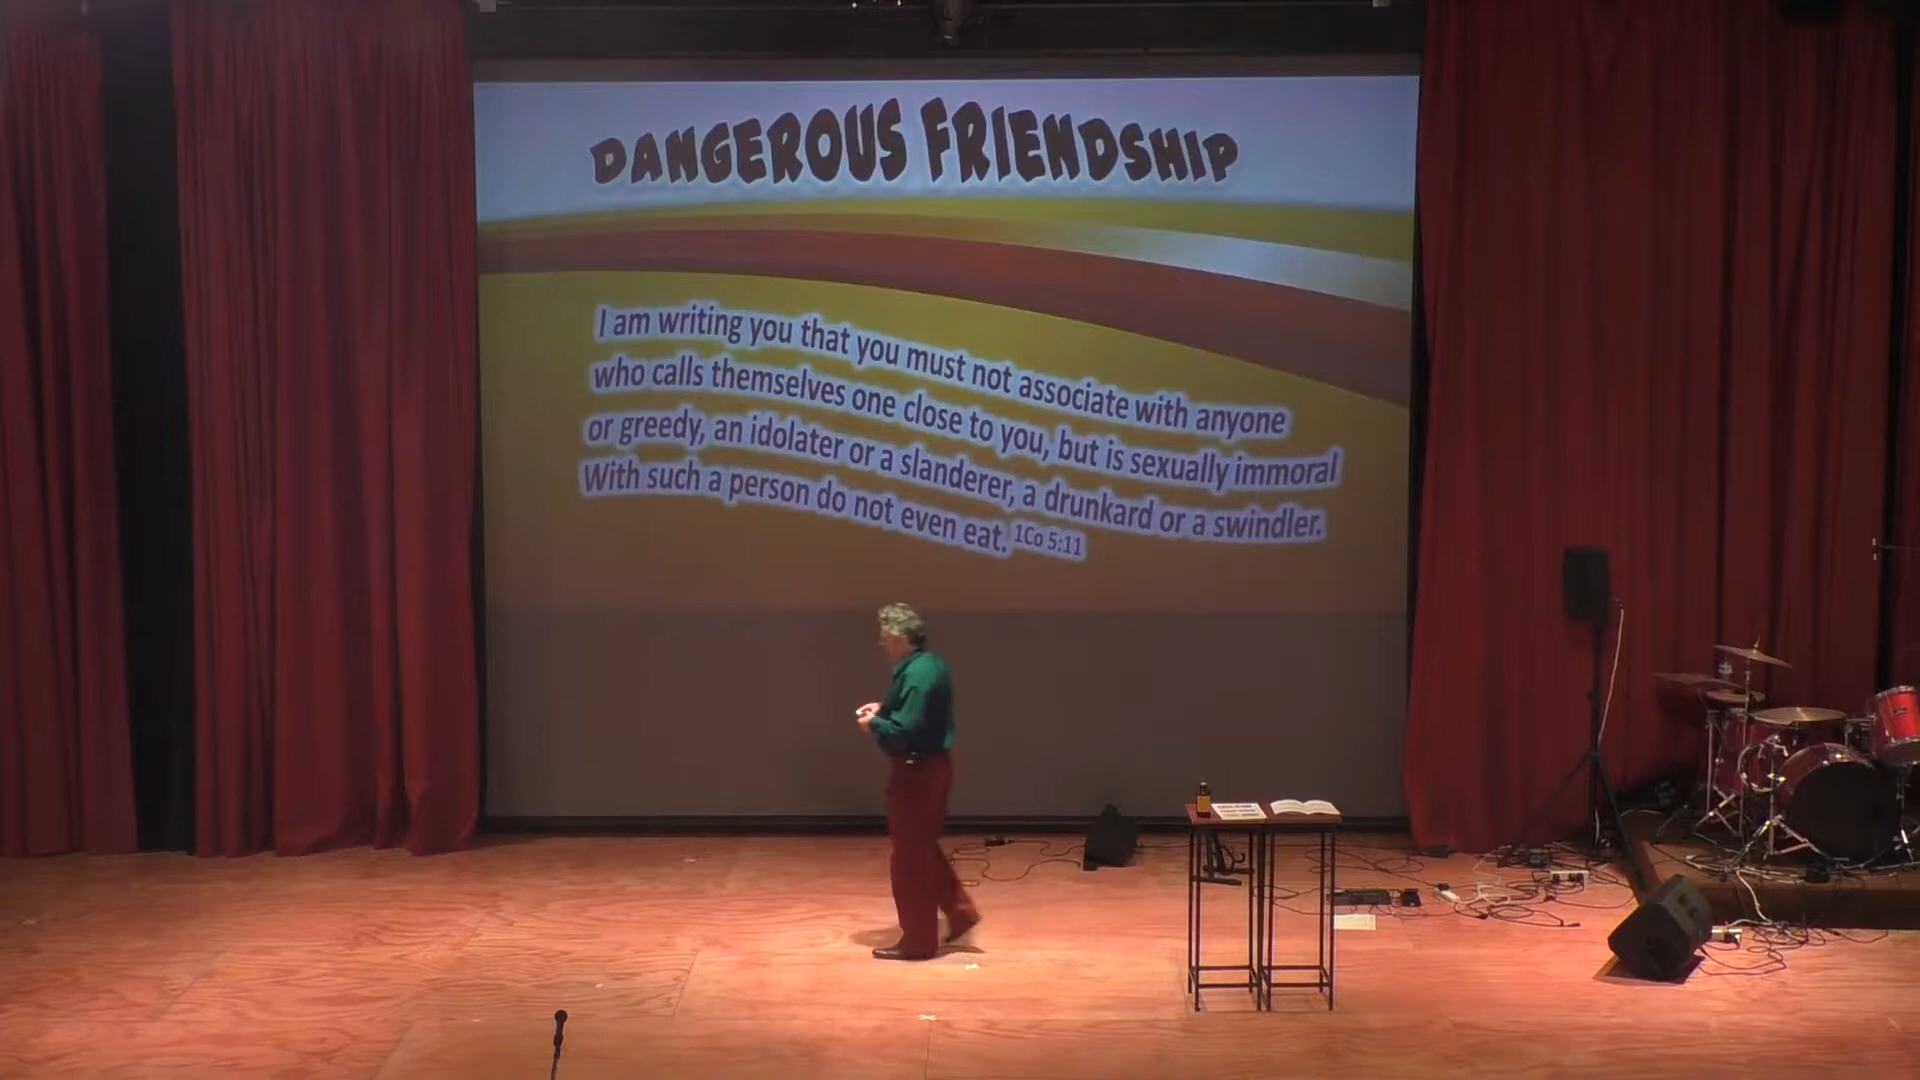 DANGEROUS FRIENDSHIP
I am writing you that you must not associate with anyone
who calls themselves one close to you, but is sexually immoral
or greedy, an idolater or a slanderer, a drunkard or a swindler.
With such a person do not even eat. 1Co 5:11